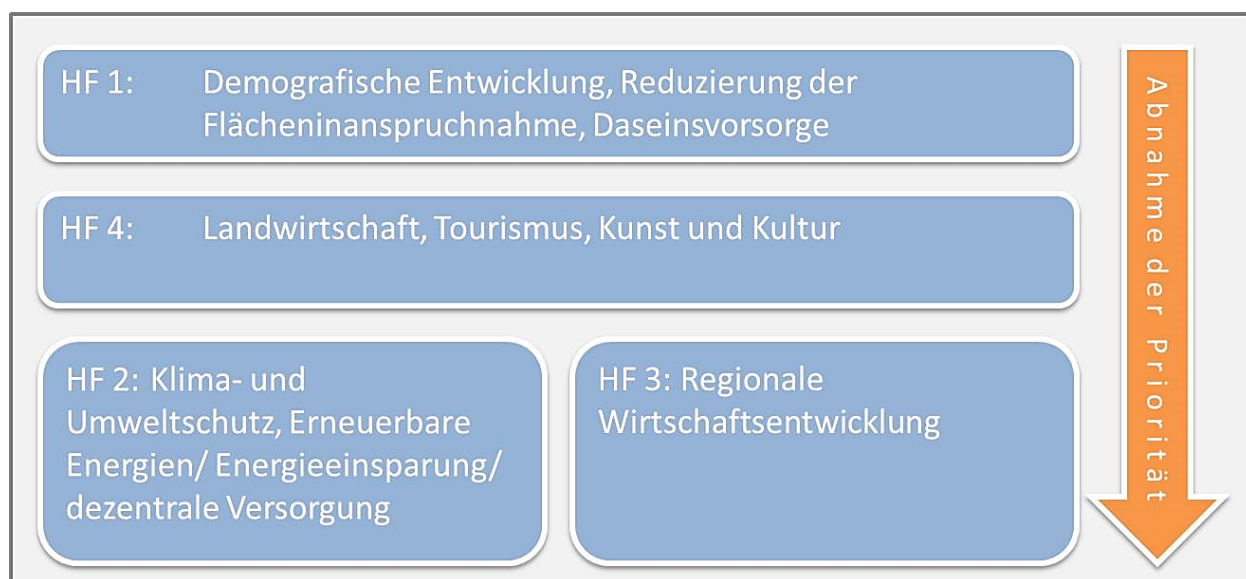 HF 1: Demografische Entwicklung, Reduzierung der
Flächeninanspruchnahme, Daseinsvorsorge
HF 4: Landwirtschaft, Tourismus, Kunst und Kultur
HF 2: Klima- und
Umweltschutz, Erneuerbare
Energien/ Energieeinsparung/
dezentrale Versorgung
HF 3: Regionale
Wirtschaftsentwicklung
Abnahme der Priorität